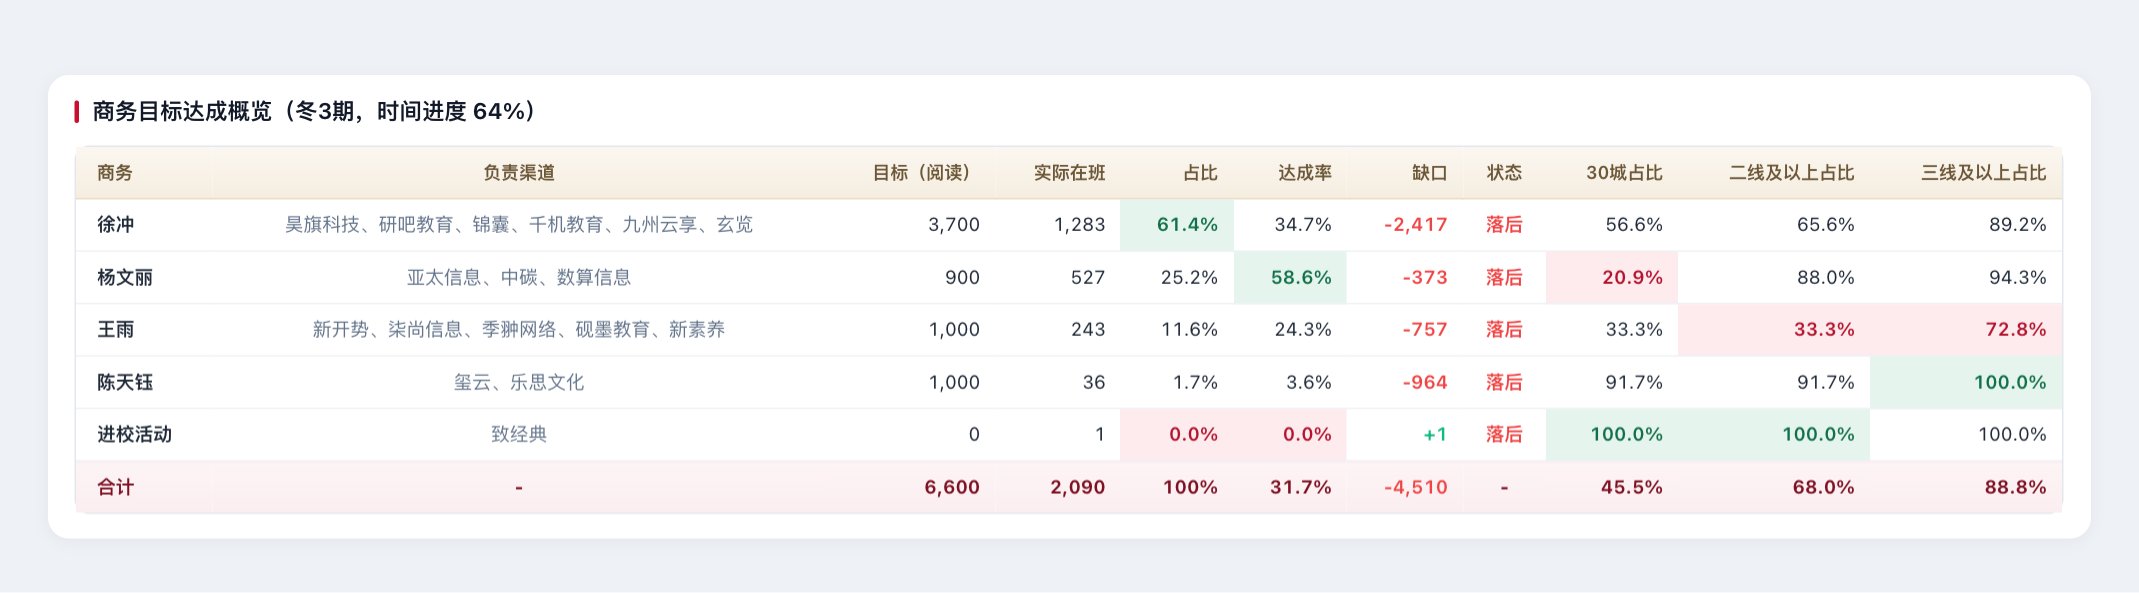 商务目标达成概览（冬3期，时间进度 64%）
商务 负责渠道 目标（阅读） 实际在班 占比 达成率 缺口 状态 30城占比 二线及以上占比 三线及以上占比
徐冲 昊旗科技、研吧教育、锦囊、千机教育、九州云享、玄览 3,700 1,283 61.4% 34.7% -2,417 落后 56.6% 65.6% 89.2%
杨文丽 亚太信息、中碳、数算信息 900 527 25.2% 58.6% -373 落后 20.9% 88.0% 94.3%
王雨 新开势、柒尚信息、季翀网络、砚墨教育、新素养 1,000 243 11.6% 24.3% -757 落后 33.3% 33.3% 72.8%
陈天钰 玺云、乐思文化 1,000 36 1.7% 3.6% -964 落后 91.7% 91.7% 100.0%
进校活动 致经典 0 1 0.0% 0.0% +1 落后 100.0% 100.0% 100.0%
合计 - 6,600 2,090 100% 31.7% -4,510 - 45.5% 68.0% 88.8%